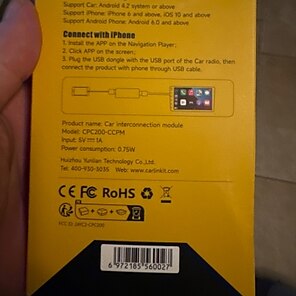 Support Car: Android 4.2 system or above
Support iPhone: iPhone 6 and above, iOS 10 and above
Support Android Phone: Android 6.0 and above
Connect with iPhone
1. Install the APP on the Navigation Player;
2. Click APP on the screen;
3. Plug the USB dongle with the USB port of the Car radio, then
connect the product with phone through USB cable.
Product Name: Car interconnection module
Model: CPC200-CCPM
Input: 5V⎓1A
Power consumption: 0.75W
Huizhou Yunlian Technology Co., Ltd.
Tel: 400-930-3036 Web: www.carlinkit.com
CE FC RoHS
6 972185 560027